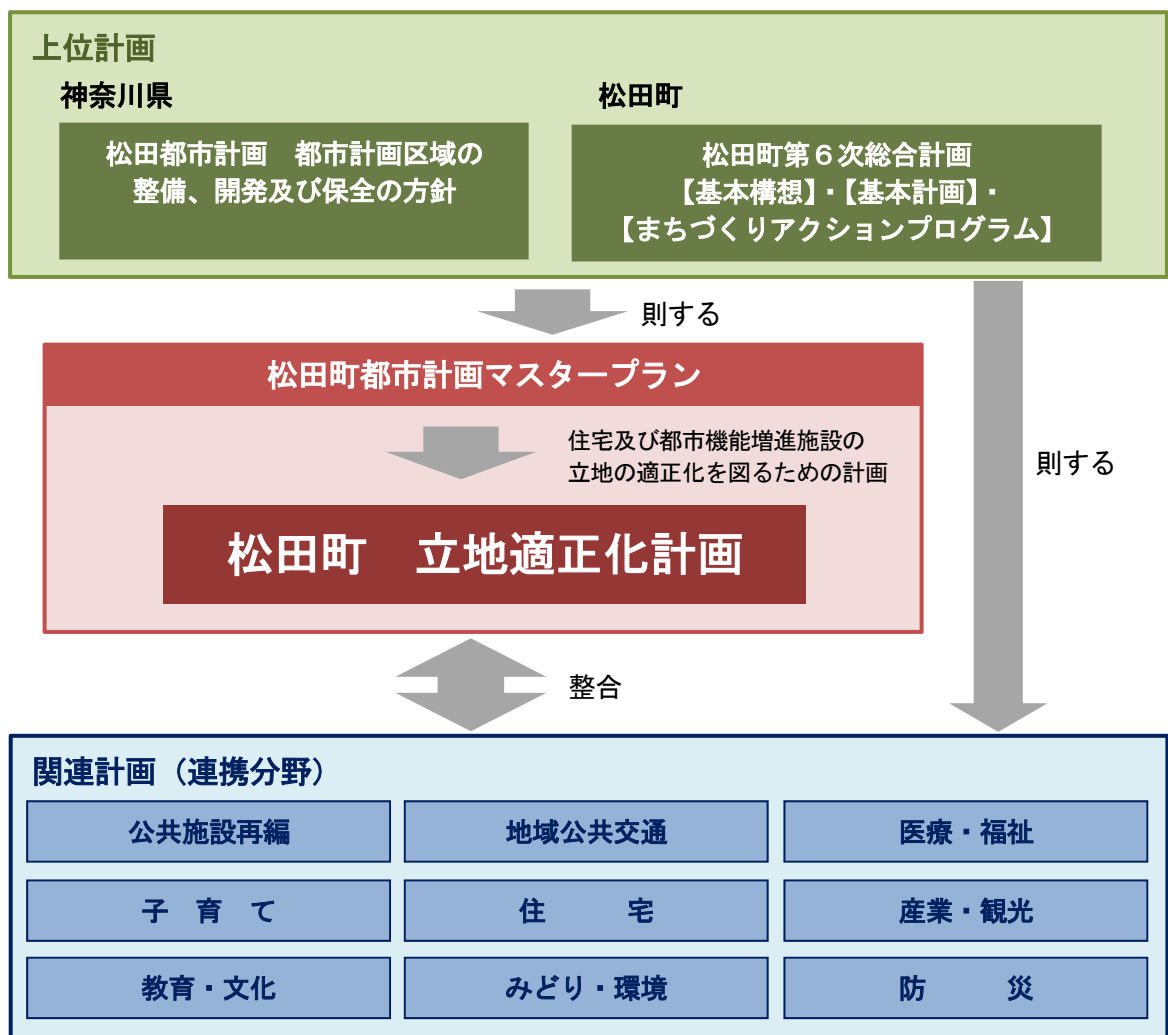 上位計画
神奈川県
松田都市計画　都市計画区域の
整備、開発及び保全の方針
松田町
松田町第６次総合計画
【基本構想】・【基本計画】・
【まちづくりアクションプログラム】
則する
松田町都市計画マスタープラン
住宅及び都市機能増進施設の
立地の適正化を図るための計画
松田町　立地適正化計画
則する
整合
関連計画（連携分野）
公共施設再編
地域公共交通
医療・福祉
子　育　て
住　　　宅
産業・観光
教育・文化
みどり・環境
防　　　災